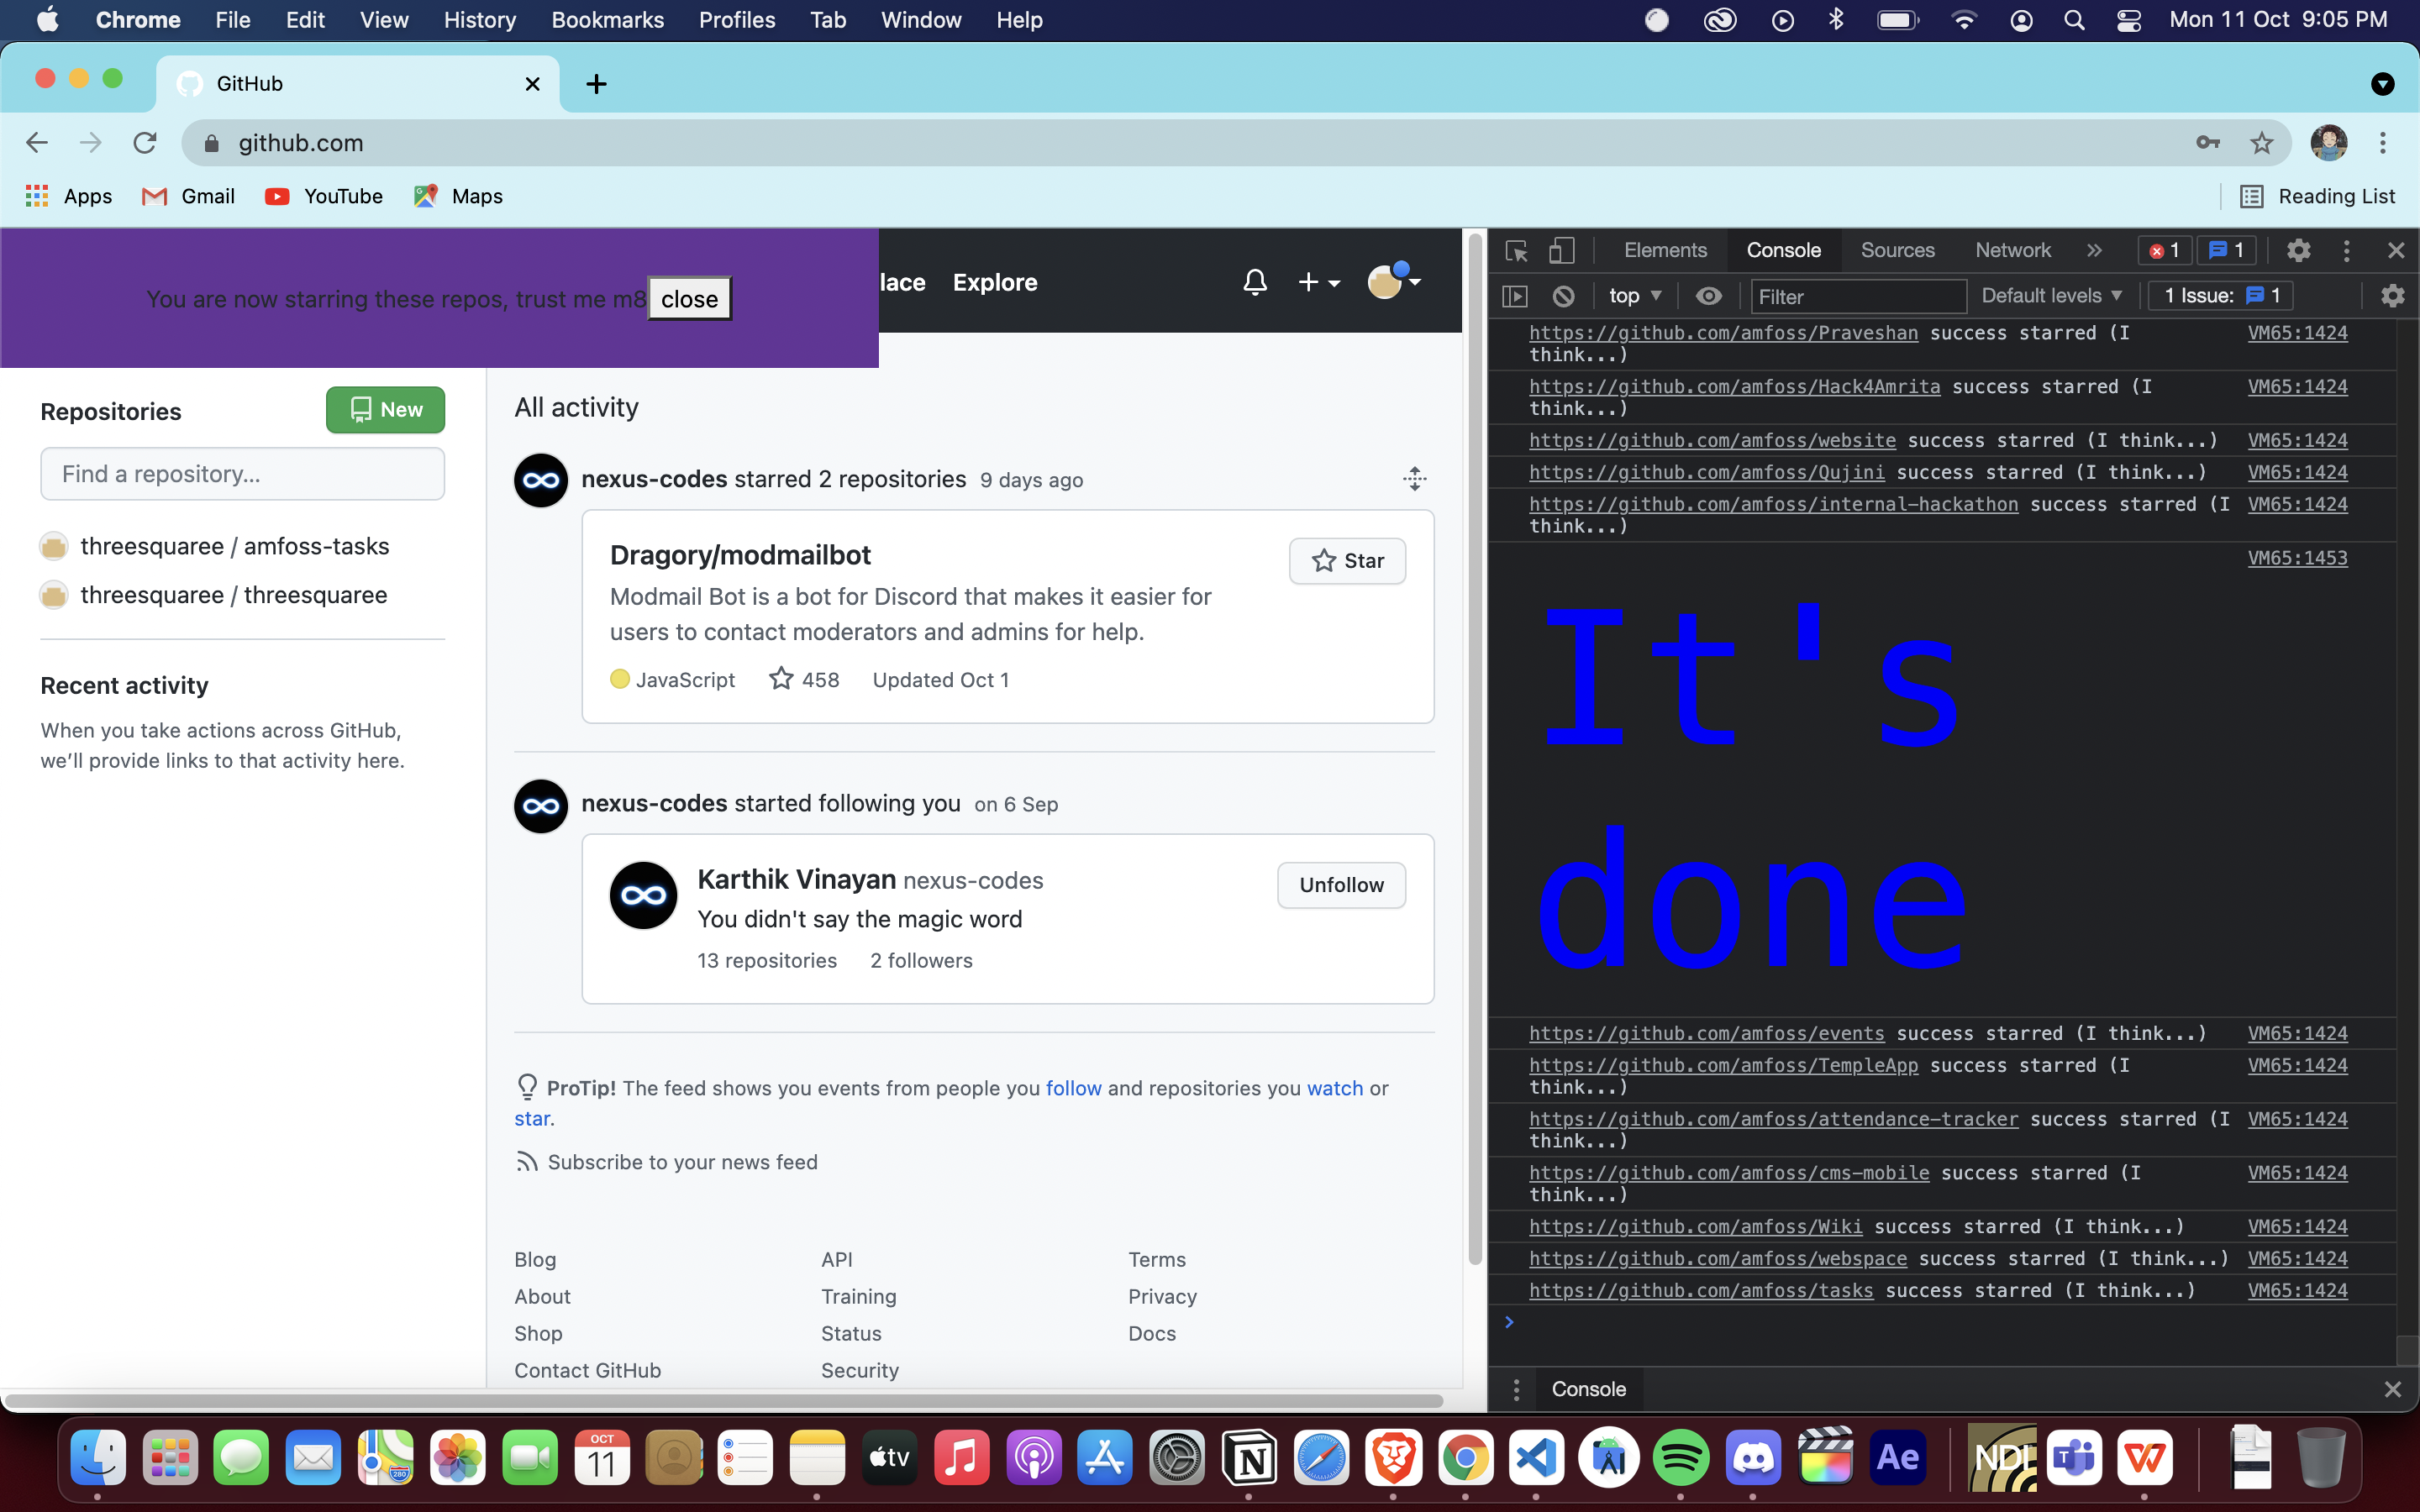 Chrome File Edit View History Bookmarks Profiles Tab Window Help Mon 11 Oct 9:05 PM
GitHub
github.com
Apps Gmail YouTube Maps Reading List
You are now starring these repos, trust me m8 close
lace Explore
Repositories New
Find a repository...
threesquaree / amfoss-tasks
threesquaree / threesquaree
Recent activity
When you take actions across GitHub,
we’ll provide links to that activity here.
All activity
nexus-codes starred 2 repositories 9 days ago
Dragory/modmailbot Star
Modmail Bot is a bot for Discord that makes it easier for
users to contact moderators and admins for help.
JavaScript 458 Updated Oct 1
nexus-codes started following you on 6 Sep
Karthik Vinayan nexus-codes Unfollow
You didn't say the magic word
13 repositories 2 followers
ProTip! The feed shows you events from people you follow and repositories you watch or
star.
Subscribe to your news feed
Blog API Terms
About Training Privacy
Shop Status Docs
Contact GitHub Security
Elements Console Sources Network 1 1
top Filter Default levels 1 Issue: 1
https://github.com/amfoss/Praveshan success starred (I VM65:1424
think...)
https://github.com/amfoss/Hack4Amrita success starred (I VM65:1424
think...)
https://github.com/amfoss/website success starred (I think...) VM65:1424
https://github.com/amfoss/Qujini success starred (I think...) VM65:1424
https://github.com/amfoss/internal-hackathon success starred (I VM65:1424
think...)
VM65:1453
It's
done
https://github.com/amfoss/events success starred (I think...) VM65:1424
https://github.com/amfoss/TempleApp success starred (I VM65:1424
think...)
https://github.com/amfoss/attendance-tracker success starred (I VM65:1424
think...)
https://github.com/amfoss/cms-mobile success starred (I VM65:1424
think...)
https://github.com/amfoss/Wiki success starred (I think...) VM65:1424
https://github.com/amfoss/webspace success starred (I think...) VM65:1424
https://github.com/amfoss/tasks success starred (I think...) VM65:1424
Console
280
OCT
11
tv
N
Ae
NDI
T
W